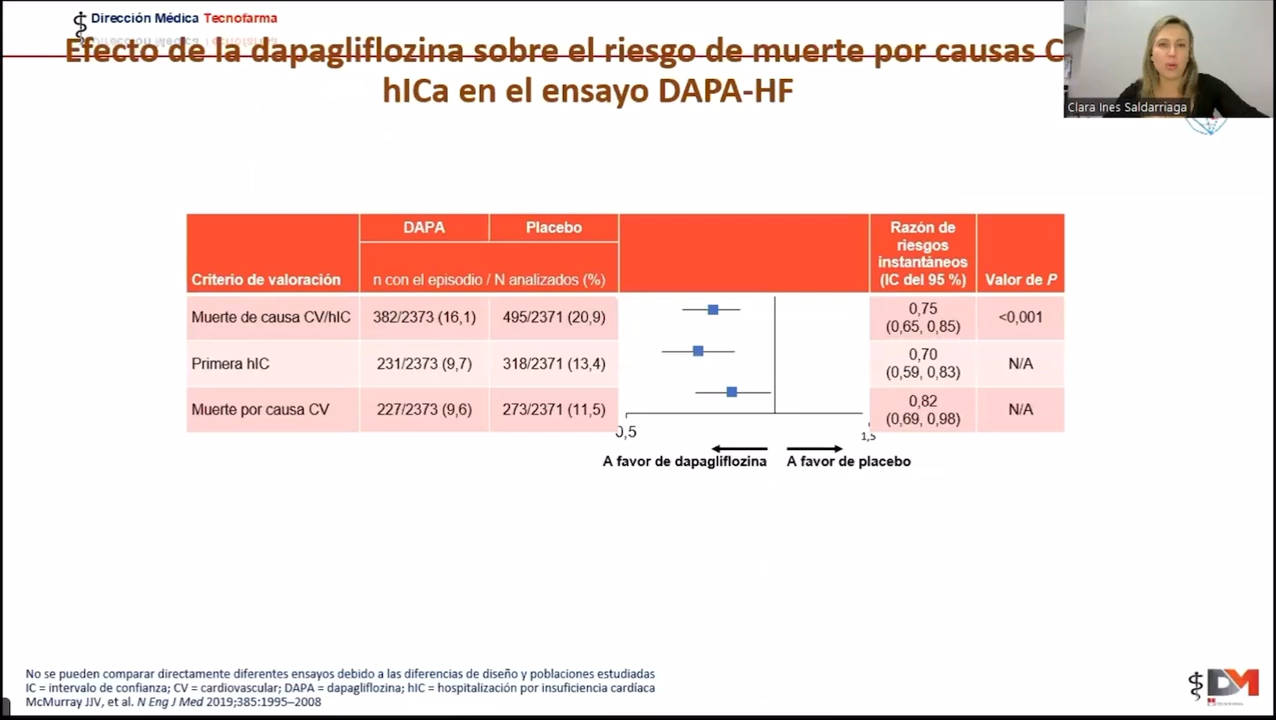 Dirección Médica Tecnofarma
Efecto de la dapagliflozina sobre el riesgo de muerte por causas C
hICa en el ensayo DAPA-HF
Clara Ines Saldarriaga
DAPA Placebo Razón de riesgos instantáneos (IC del 95 %) Valor de P
Criterio de valoración n con el episodio / N analizados (%)
Muerte de causa CV/hIC 382/2373 (16,1) 495/2371 (20,9) 0,75 (0,65, 0,85) <0,001
Primera hIC 231/2373 (9,7) 318/2371 (13,4) 0,70 (0,59, 0,83) N/A
Muerte por causa CV 227/2373 (9,6) 273/2371 (11,5) 0,82 (0,69, 0,98) N/A
0,5 1,5
A favor de dapagliflozina A favor de placebo
No se pueden comparar directamente diferentes ensayos debido a las diferencias de diseño y poblaciones estudiadas
IC = intervalo de confianza; CV = cardiovascular; DAPA = dapagliflozina; hIC = hospitalización por insuficiencia cardíaca
McMurray JJV, et al. N Eng J Med 2019;385:1995–2008
DM